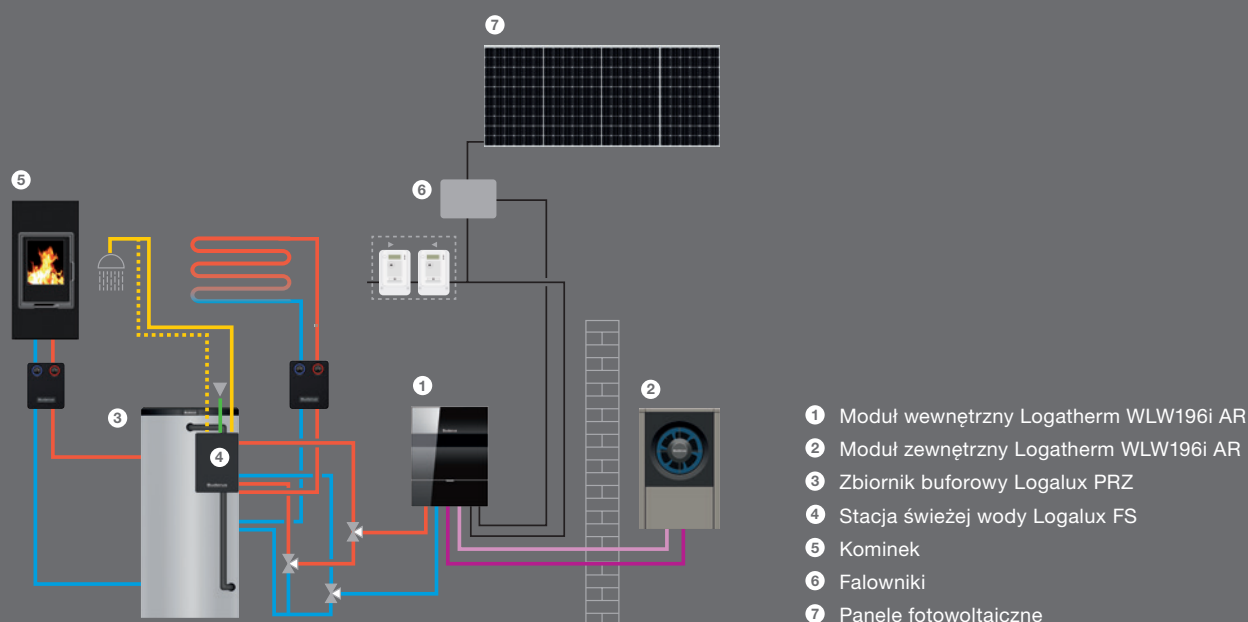 7
6
5
1
2
3
4
Buderus
1 Moduł wewnętrzny Logatherm WLW196i AR
2 Moduł zewnętrzny Logatherm WLW196i AR
3 Zbiornik buforowy Logalux PRZ
4 Stacja świeżej wody Logalux FS
5 Kominek
6 Falowniki
7 Panele fotowoltaiczne